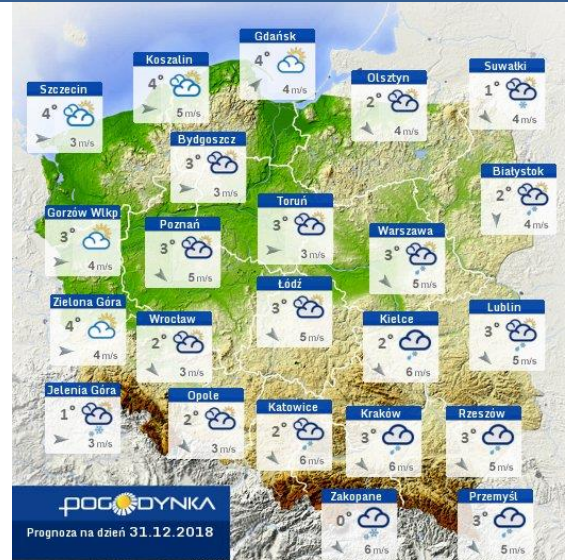 Gdańsk
4°
4 m/s
Koszalin
4°
5 m/s
Suwałki
1°
4 m/s
Olsztyn
2°
4 m/s
Szczecin
4°
3 m/s
Bydgoszcz
3°
3 m/s
Białystok
2°
4 m/s
Toruń
3°
3 m/s
Gorzów Wlkp
3°
4 m/s
Poznań
3°
5 m/s
Warszawa
3°
5 m/s
Łódź
3°
5 m/s
Zielona Góra
4°
4 m/s
Wrocław
2°
3 m/s
Kielce
2°
6 m/s
Lublin
3°
5 m/s
Jelenia Góra
1°
3 m/s
Opole
2°
3 m/s
Katowice
2°
6 m/s
Kraków
3°
6 m/s
Rzeszów
3°
5 m/s
Zakopane
0°
6 m/s
Przemyśl
3°
5 m/s
POGODYNKA
Prognoza na dzień 31.12.2018